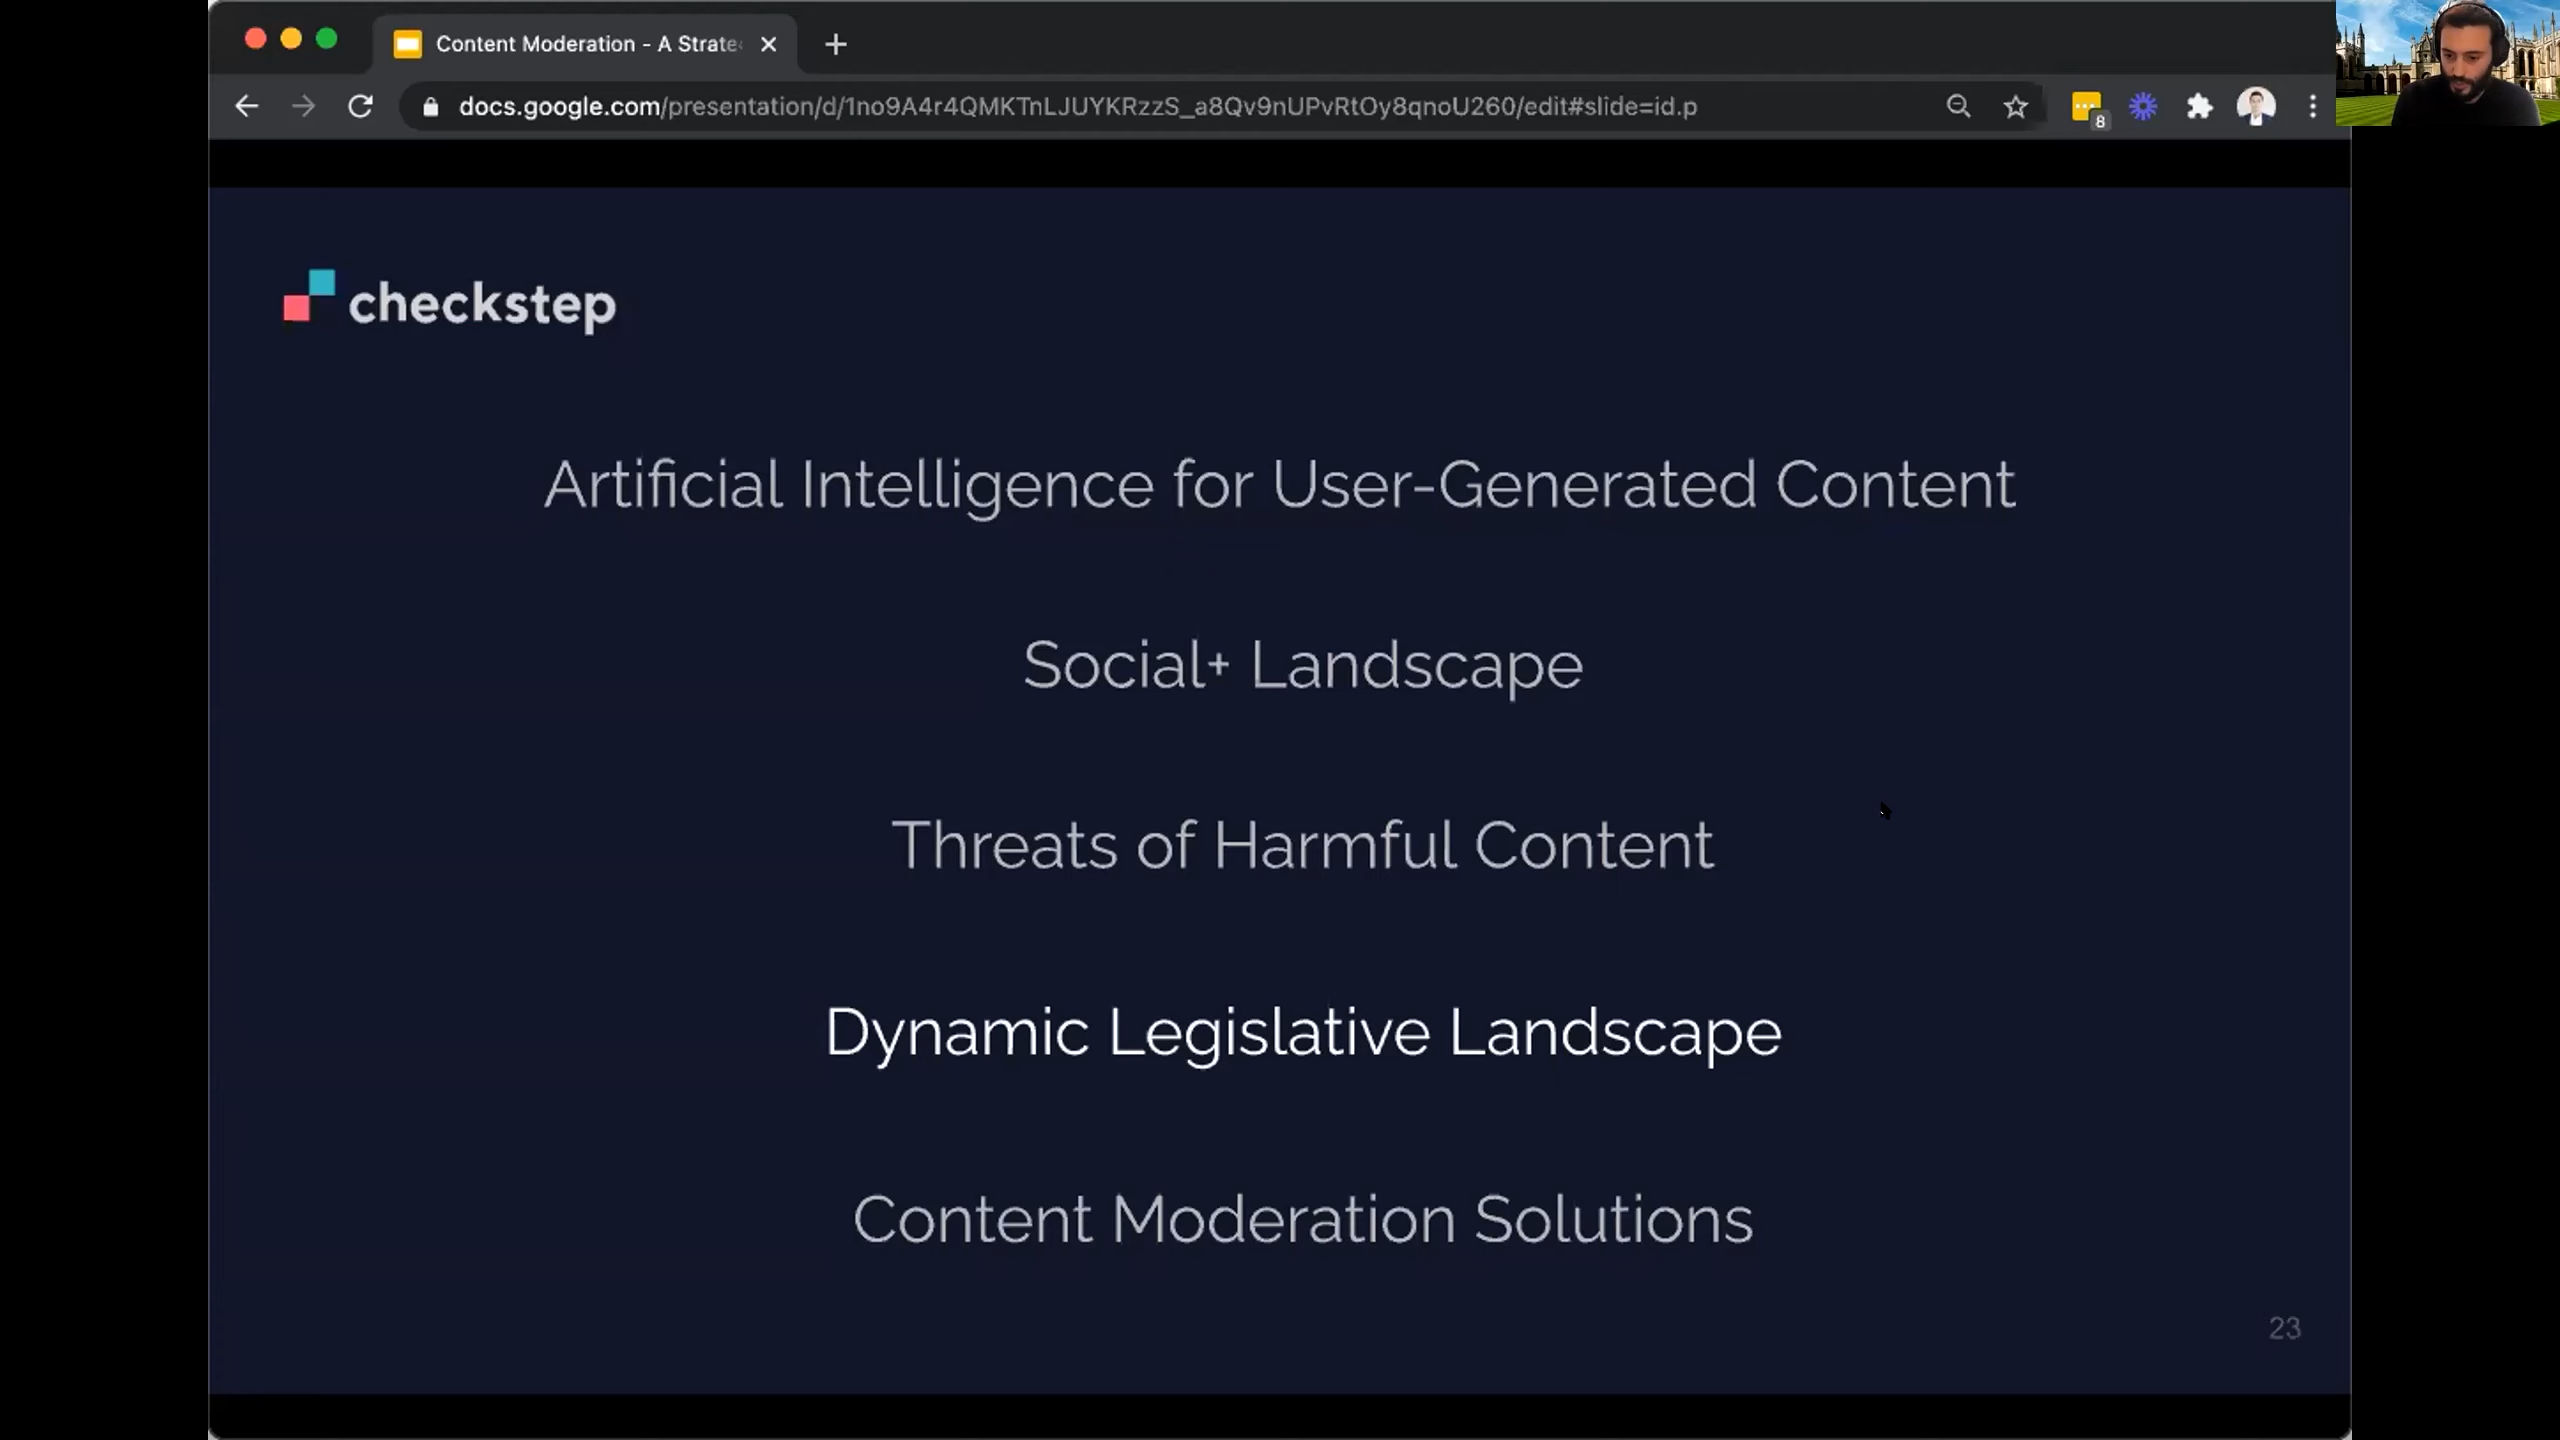 Content Moderation - A Strate
docs.google.com/presentation/d/1no9A4r4QMKTnLJUYKRzzS_a8Qv9nUPvRtOy8qnoU260/edit#slide=id.p
8
checkstep
Artificial Intelligence for User-Generated Content
Social+ Landscape
Threats of Harmful Content
Dynamic Legislative Landscape
Content Moderation Solutions
23